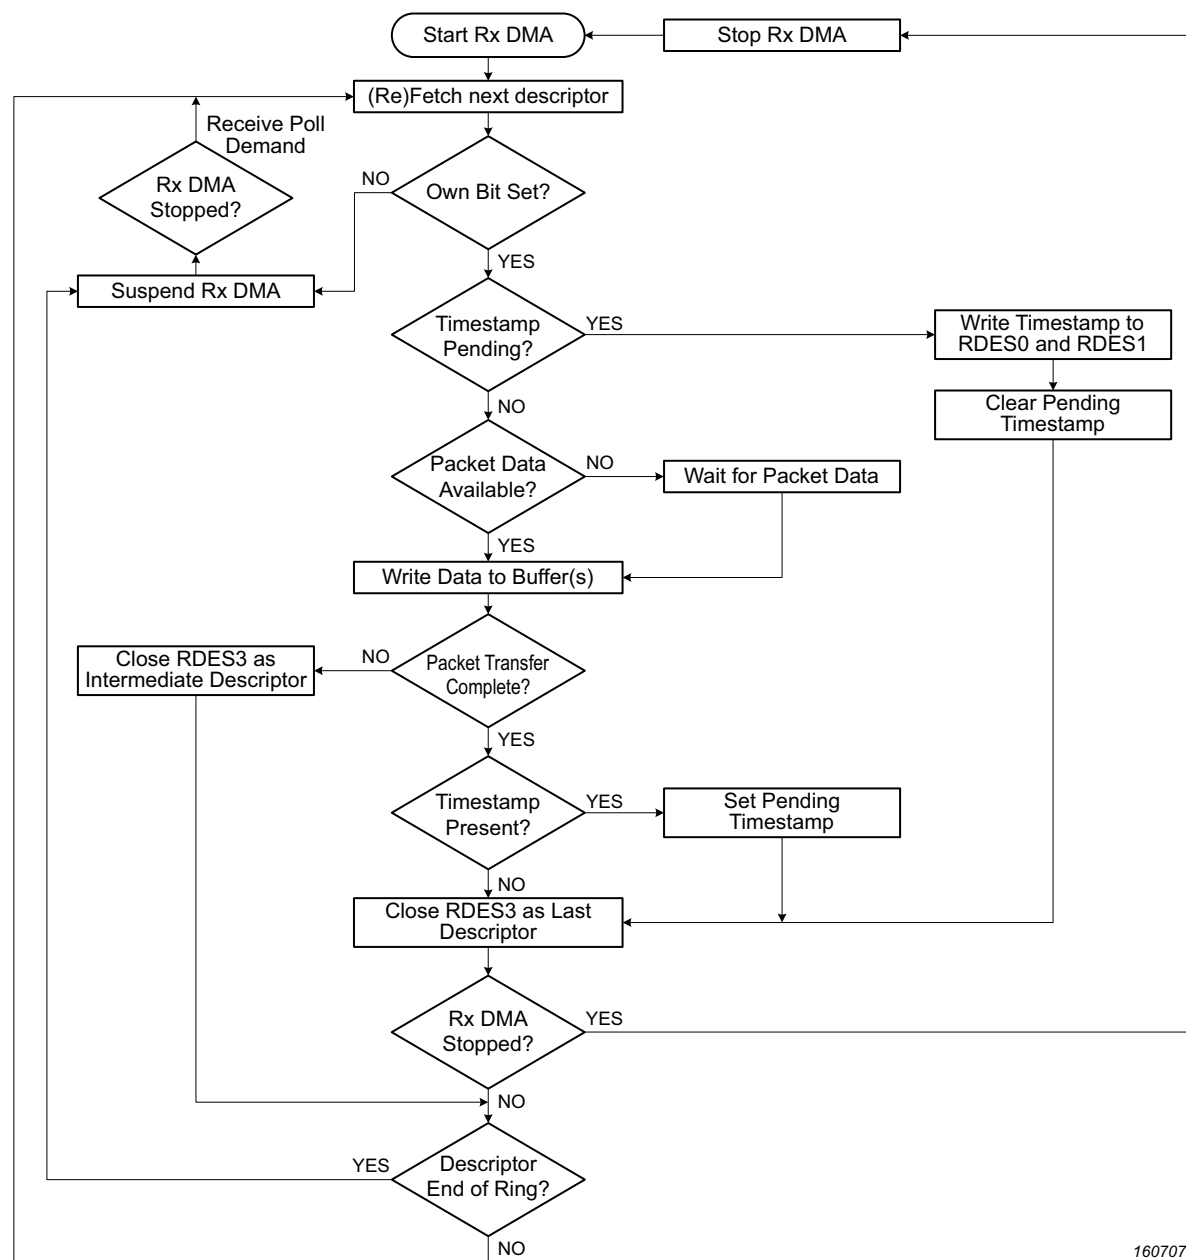 Start Rx DMA
Stop Rx DMA
(Re)Fetch next descriptor
Receive Poll
Demand
Rx DMA
Stopped?
NO
Own Bit Set?
YES
Suspend Rx DMA
Timestamp
Pending?
YES
Write Timestamp to
RDES0 and RDES1
NO
Clear Pending
Timestamp
Packet Data
Available?
NO
Wait for Packet Data
YES
Write Data to Buffer(s)
Close RDES3 as
Intermediate Descriptor
NO
Packet Transfer
Complete?
YES
Timestamp
Present?
YES
Set Pending
Timestamp
NO
Close RDES3 as Last
Descriptor
Rx DMA
Stopped?
YES
NO
YES
Descriptor
End of Ring?
NO
160707